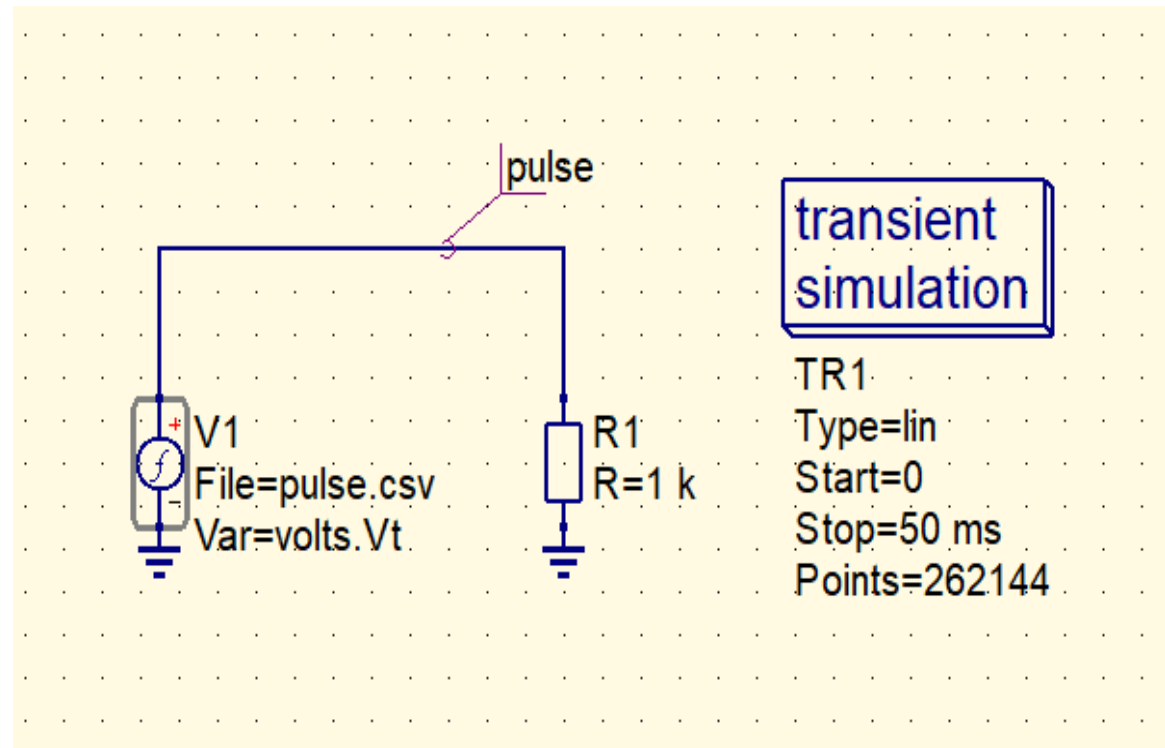 pulse
transient
simulation
TR1
Type=lin
Start=0
Stop=50 ms
Points=262144
+
-
V1
File=pulse.csv
Var=volts.Vt
R1
R=1 k